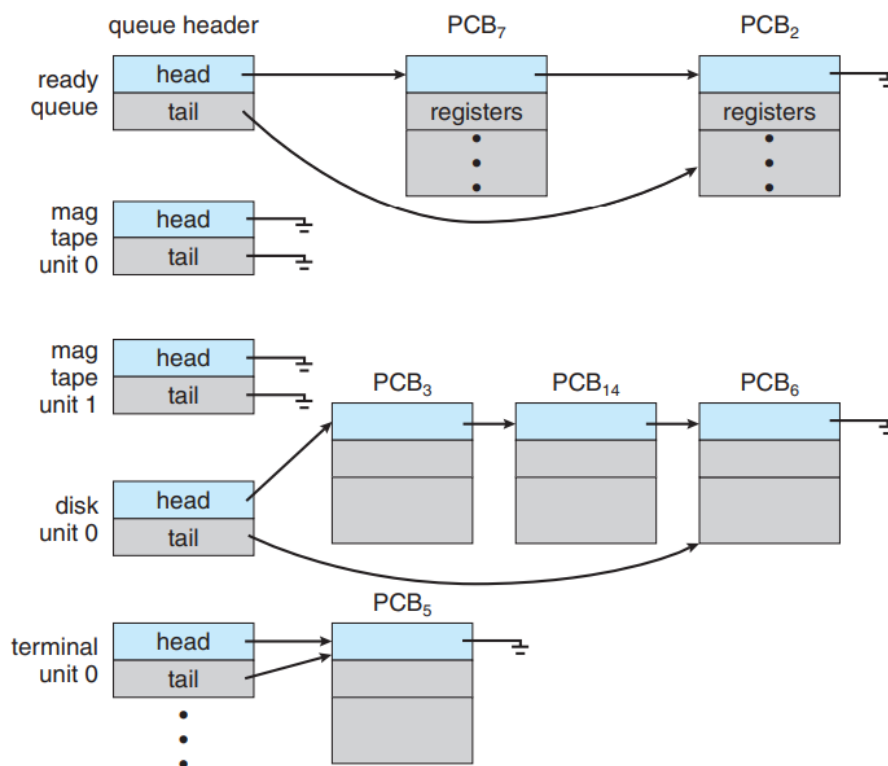 queue header
PCB7
PCB2
ready
queue
head
tail
registers
registers
mag
tape
unit 0
head
tail
mag
tape
unit 1
head
tail
PCB3
PCB14
PCB6
disk
unit 0
head
tail
PCB5
terminal
unit 0
head
tail